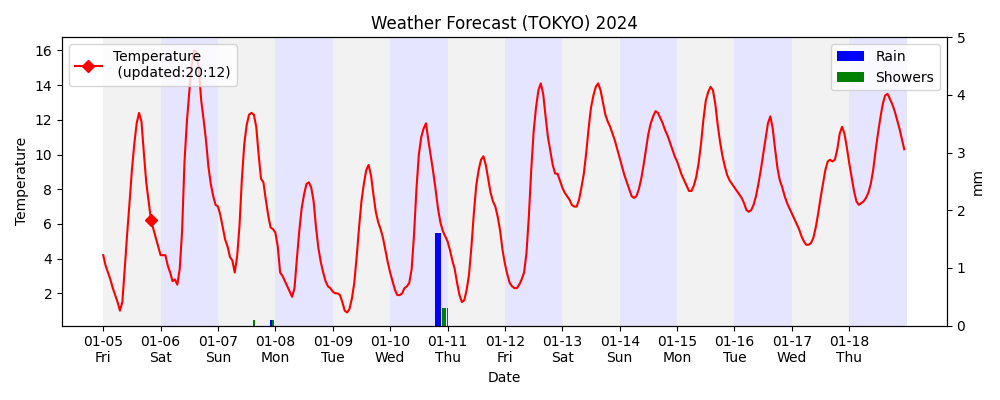 Weather Forecast (TOKYO) 2024
Temperature
(updated:20:12)
Rain
Showers
16
14
12
10
8
6
4
2
Temperature
5
4
3
2
1
0
mm
01-05 01-06 01-07 01-08 01-09 01-10 01-11 01-12 01-13 01-14 01-15 01-16 01-17 01-18
Fri Sat Sun Mon Tue Wed Thu Fri Sat Sun Mon Tue Wed Thu
Date